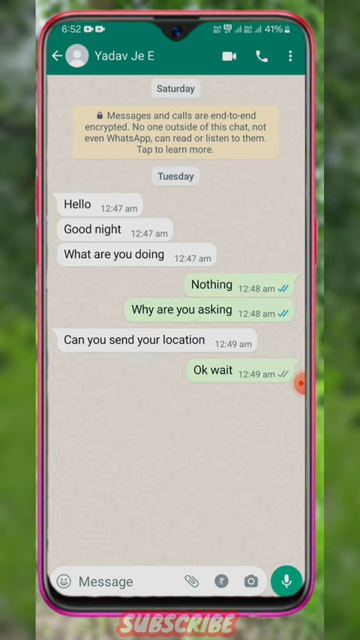 6:52 41%
Yadav Je E
Saturday
Messages and calls are end-to-end
encrypted. No one outside of this chat, not
even WhatsApp, can read or listen to them.
Tap to learn more.
Tuesday
Hello 12:47 am
Good night 12:47 am
What are you doing 12:47 am
Nothing 12:48 am
Why are you asking 12:48 am
Can you send your location 12:49 am
Ok wait 12:49 am
Message
SUBSCRIBE